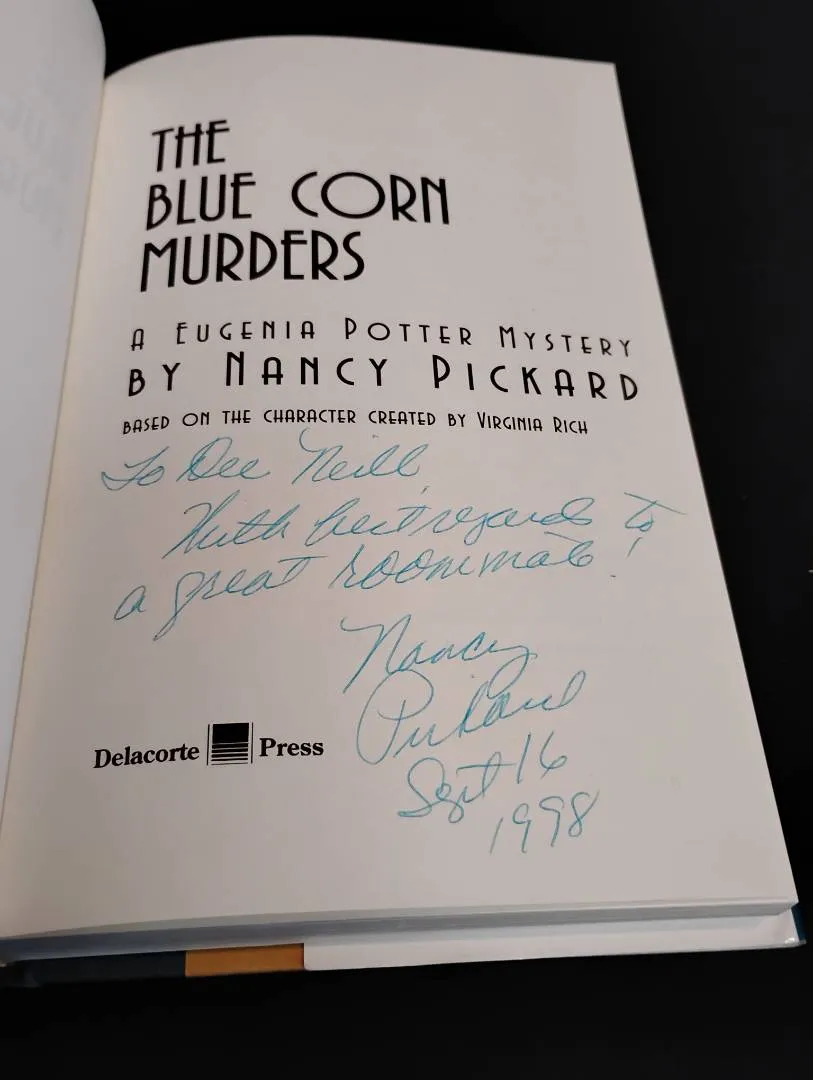 THE
BLUE CORN
MURDERS
A EUGENIA POTTER MYSTERY
BY NANCY PICKARD
BASED ON THE CHARACTER CREATED BY VIRGINIA RICH
To Dee Neill,
With best regards to
a great roommate!
Nancy
Pickard
Sept 16
1998
Delacorte Press